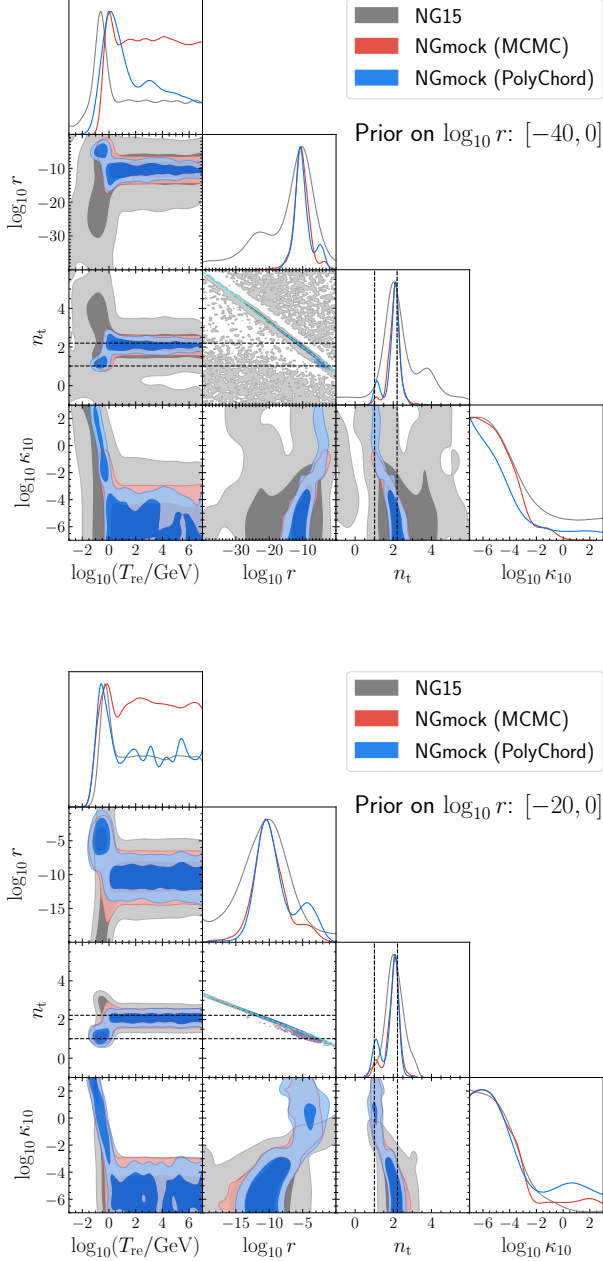 NG15
NGmock (MCMC)
NGmock (PolyChord)
Prior on log₁₀ r: [−40, 0]
log₁₀ r
−10
−20
−30
nₜ
4
2
0
log₁₀ κ₁₀
2
0
−2
−4
−6
−2 0 2 4 6
−30 −20 −10
0 2 4
−6 −4 −2 0 2
log₁₀(Tᵣₑ/GeV) log₁₀ r nₜ log₁₀ κ₁₀
NG15
NGmock (MCMC)
NGmock (PolyChord)
Prior on log₁₀ r: [−20, 0]
log₁₀ r
−5
−10
−15
nₜ
4
2
0
log₁₀ κ₁₀
2
0
−2
−4
−6
−2 0 2 4 6
−15 −10 −5
0 2 4
−6 −4 −2 0 2
log₁₀(Tᵣₑ/GeV) log₁₀ r nₜ log₁₀ κ₁₀